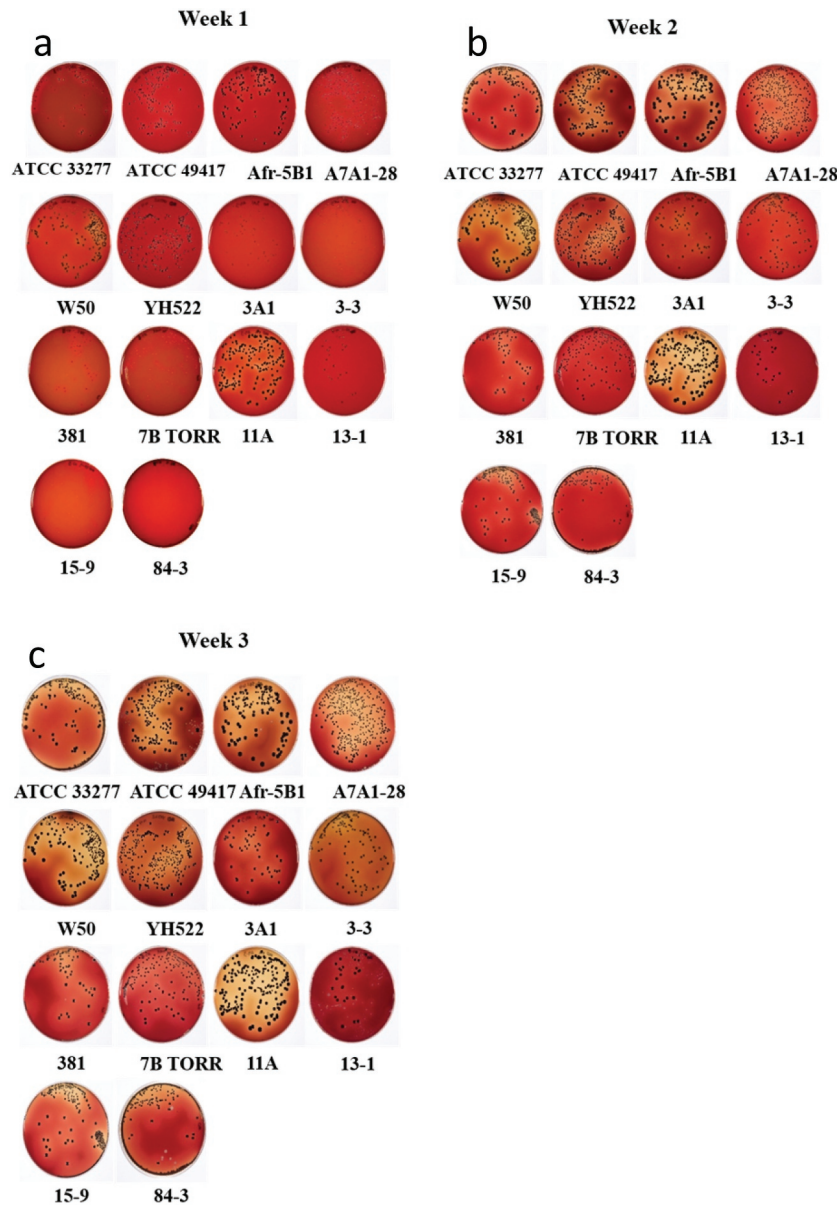 Week 1
a
ATCC 33277 ATCC 49417 Afr-5B1 A7A1-28
W50 YH522 3A1 3-3
381 7B TORR 11A 13-1
15-9 84-3
Week 2
b
ATCC 33277 ATCC 49417 Afr-5B1 A7A1-28
W50 YH522 3A1 3-3
381 7B TORR 11A 13-1
15-9 84-3
Week 3
c
ATCC 33277 ATCC 49417 Afr-5B1 A7A1-28
W50 YH522 3A1 3-3
381 7B TORR 11A 13-1
15-9 84-3